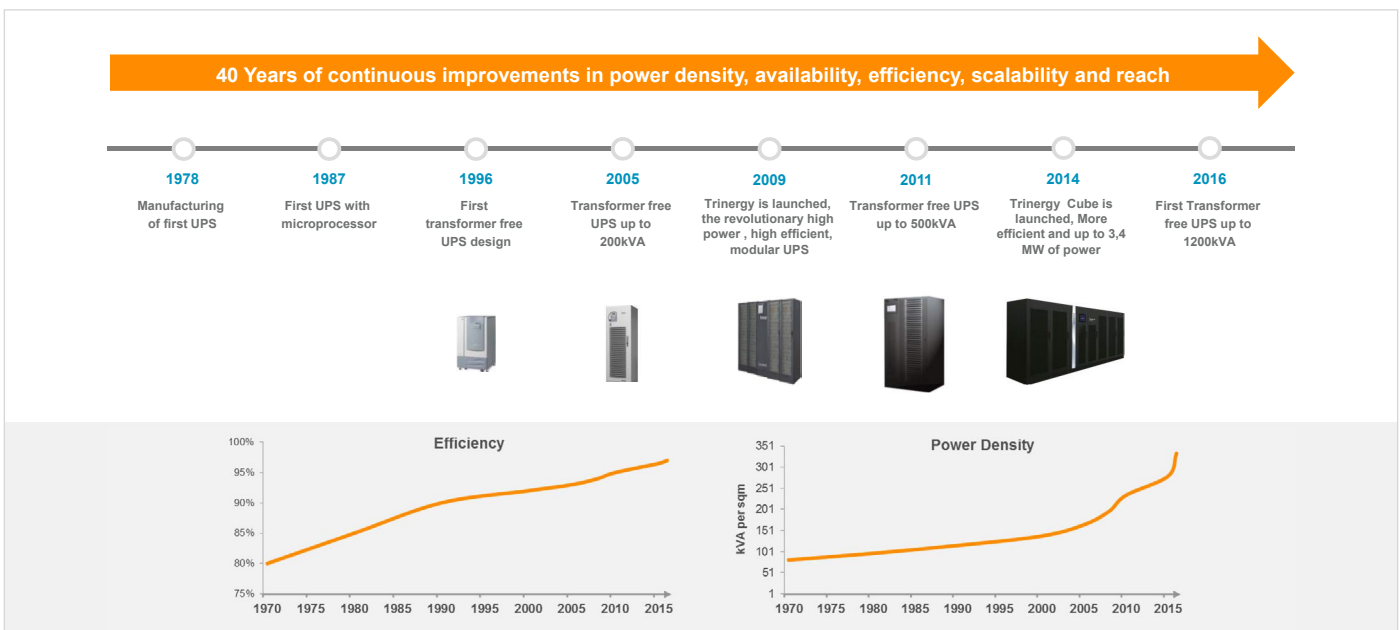 40 Years of continuous improvements in power density, availability, efficiency, scalability and reach
1978
Manufacturing
of first UPS
1987
First UPS with
microprocessor
1996
First
transformer free
UPS design
2005
Transformer free
UPS up to
200kVA
2009
Trinergy is launched,
the revolutionary high
power , high efficient,
modular UPS
2011
Transformer free UPS
up to 500kVA
2014
Trinergy Cube is
launched, More
efficient and up to 3,4
MW of power
2016
First Transformer
free UPS up to
1200kVA
Efficiency
100%
95%
90%
85%
80%
75%
1970 1975 1980 1985 1990 1995 2000 2005 2010 2015
Power Density
kVA per sqm
351
301
251
201
151
101
51
1
1970 1975 1980 1985 1990 1995 2000 2005 2010 2015